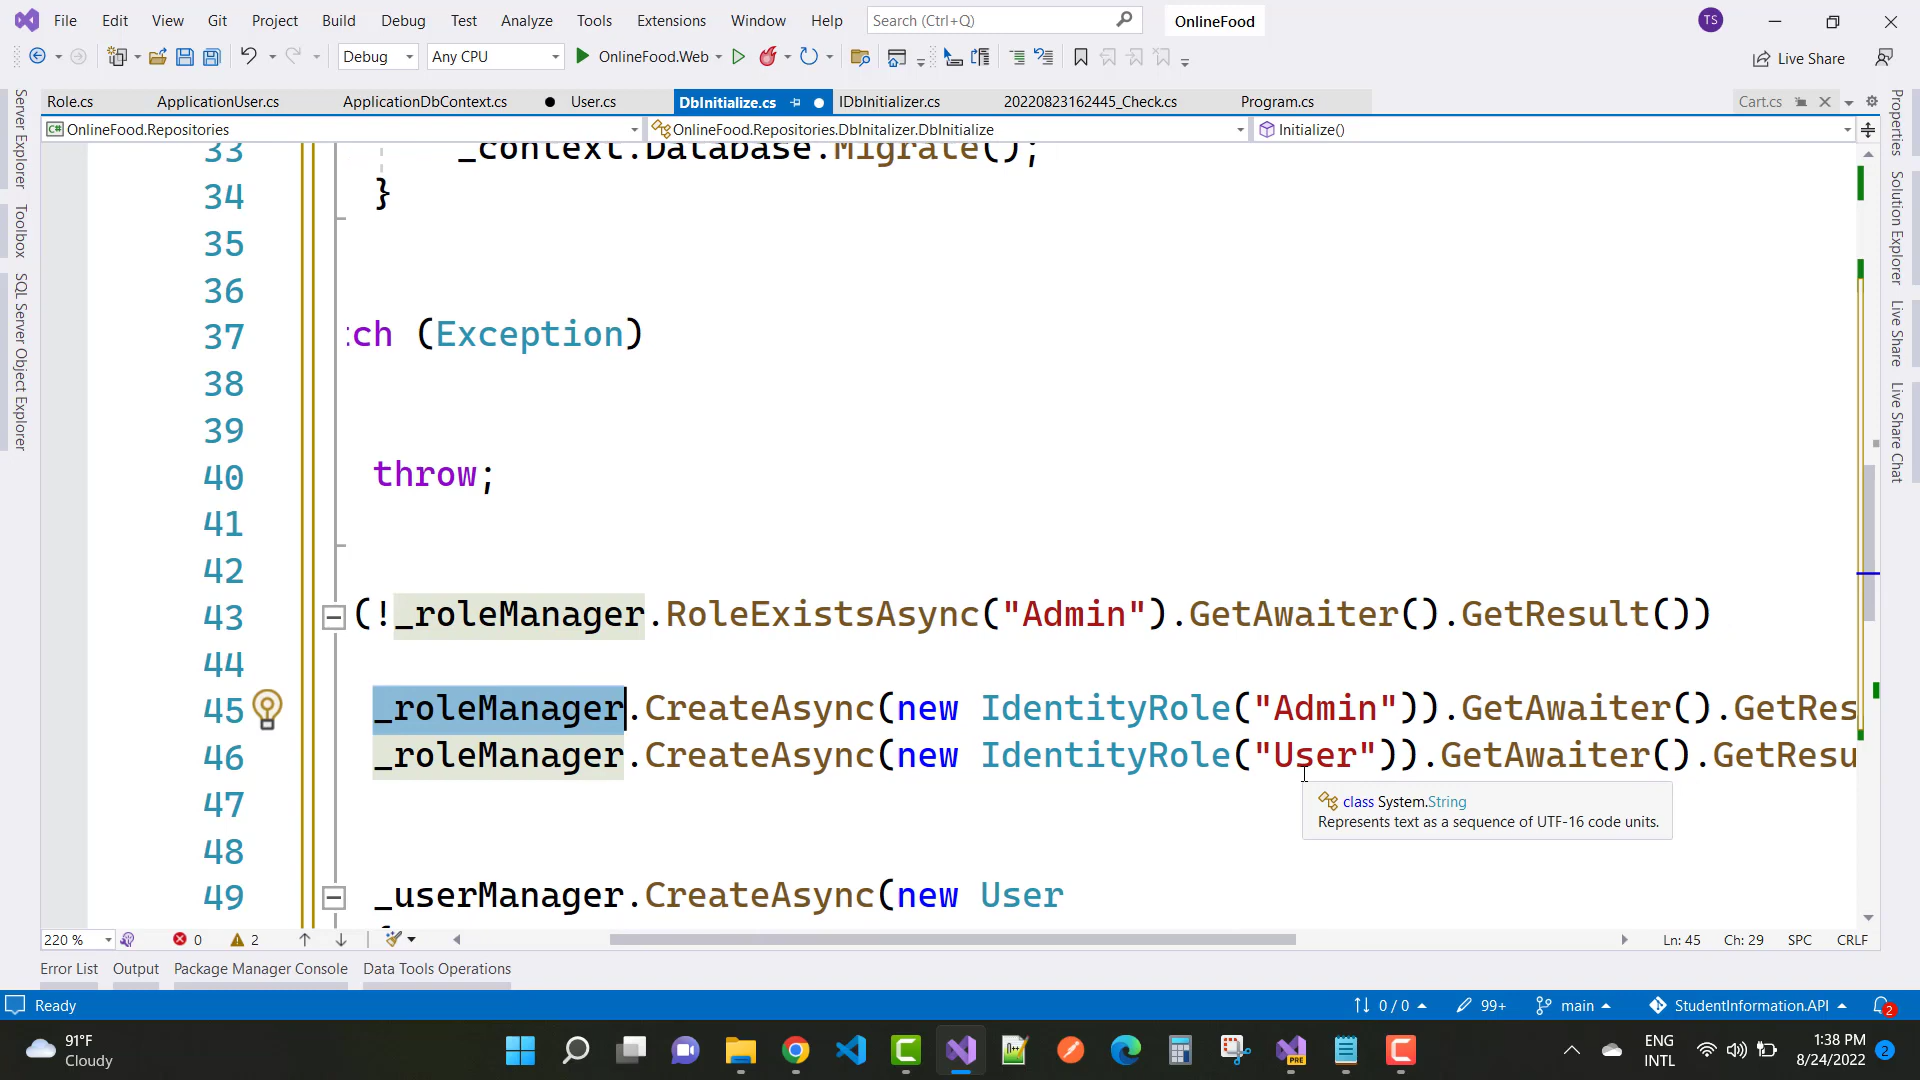 File Edit View Git Project Build Debug Test Analyze Tools Extensions Window Help Search (Ctrl+Q) OnlineFood TS
Debug Any CPU OnlineFood.Web Live Share
Role.cs ApplicationUser.cs ApplicationDbContext.cs User.cs DbInitialize.cs IDbInitializer.cs 20220823162445_Check.cs Program.cs Cart.cs
OnlineFood.Repositories OnlineFood.Repositories.DbInitalizer.DbInitialize Initialize()
Server Explorer
Toolbox
SQL Server Object Explorer
33 _context.Database.Migrate();
34 }
35
36
37 tch (Exception)
38
39
40 throw;
41
42
43 (!_roleManager.RoleExistsAsync("Admin").GetAwaiter().GetResult())
44
45 _roleManager.CreateAsync(new IdentityRole("Admin")).GetAwaiter().GetRes
46 _roleManager.CreateAsync(new IdentityRole("User")).GetAwaiter().GetResu
47
class System.String
Represents text as a sequence of UTF-16 code units.
48
49 _userManager.CreateAsync(new User
Properties
Solution Explorer
Live Share
Live Share Chat
220 % 0 2 Ln: 45 Ch: 29 SPC CRLF
Error List Output Package Manager Console Data Tools Operations
Ready 0 / 0 99+ main StudentInformation.API 2
91°F
Cloudy
PRE
ENG
INTL
1:38 PM
8/24/2022
2